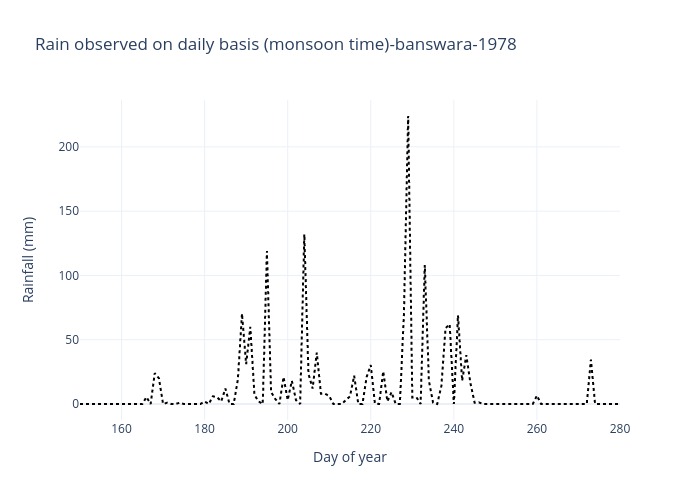 Rain observed on daily basis (monsoon time)-banswara-1978
200
150
100
50
0
Rainfall (mm)
160 180 200 220 240 260 280
Day of year